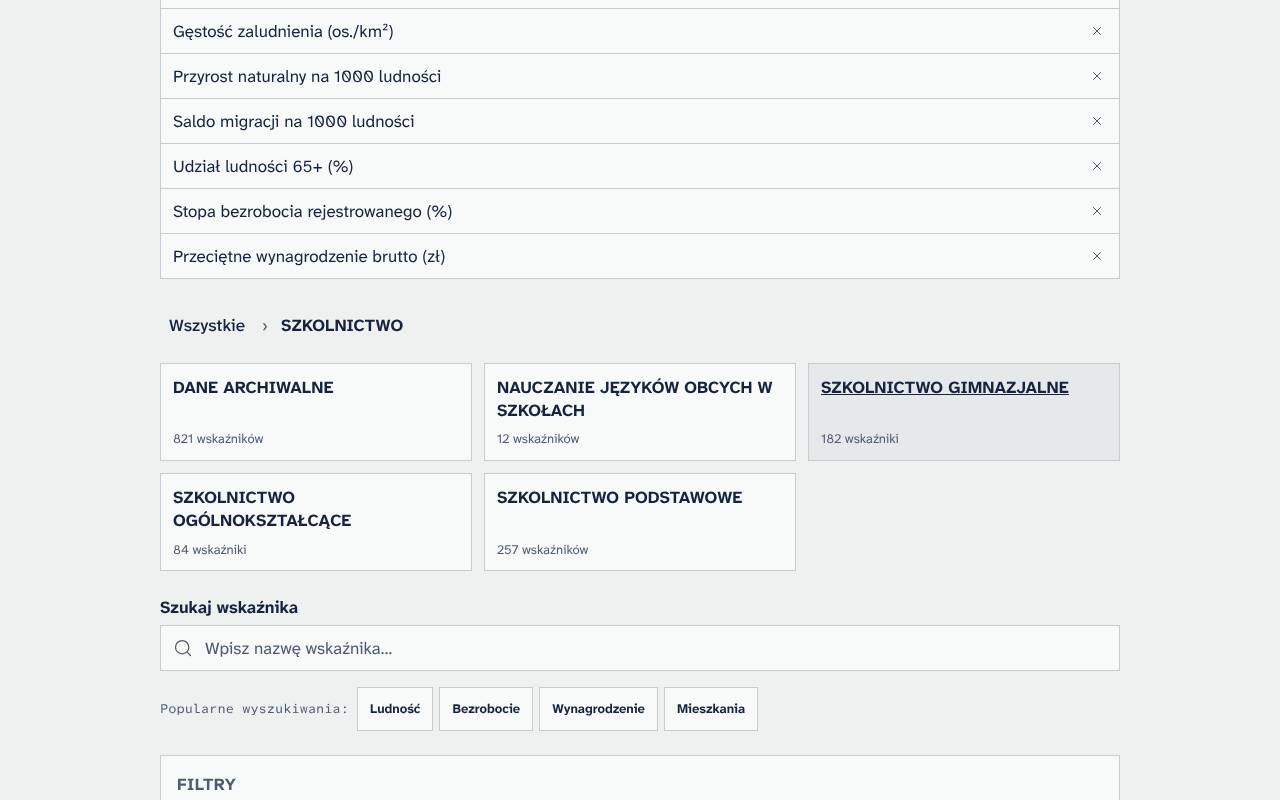 Gęstość zaludnienia (os./km²)
Przyrost naturalny na 1000 ludności
Saldo migracji na 1000 ludności
Udział ludności 65+ (%)
Stopa bezrobocia rejestrowanego (%)
Przeciętne wynagrodzenie brutto (zł)
Wszystkie › SZKOLNICTWO
DANE ARCHIWALNE
821 wskaźników
NAUCZANIE JĘZYKÓW OBCYCH W
SZKOŁACH
12 wskaźników
SZKOLNICTWO GIMNAZJALNE
182 wskaźniki
SZKOLNICTWO
OGÓLNOKSZTAŁCĄCE
84 wskaźniki
SZKOLNICTWO PODSTAWOWE
257 wskaźników
Szukaj wskaźnika
Wpisz nazwę wskaźnika...
Popularne wyszukiwania: Ludność Bezrobocie Wynagrodzenie Mieszkania
FILTRY